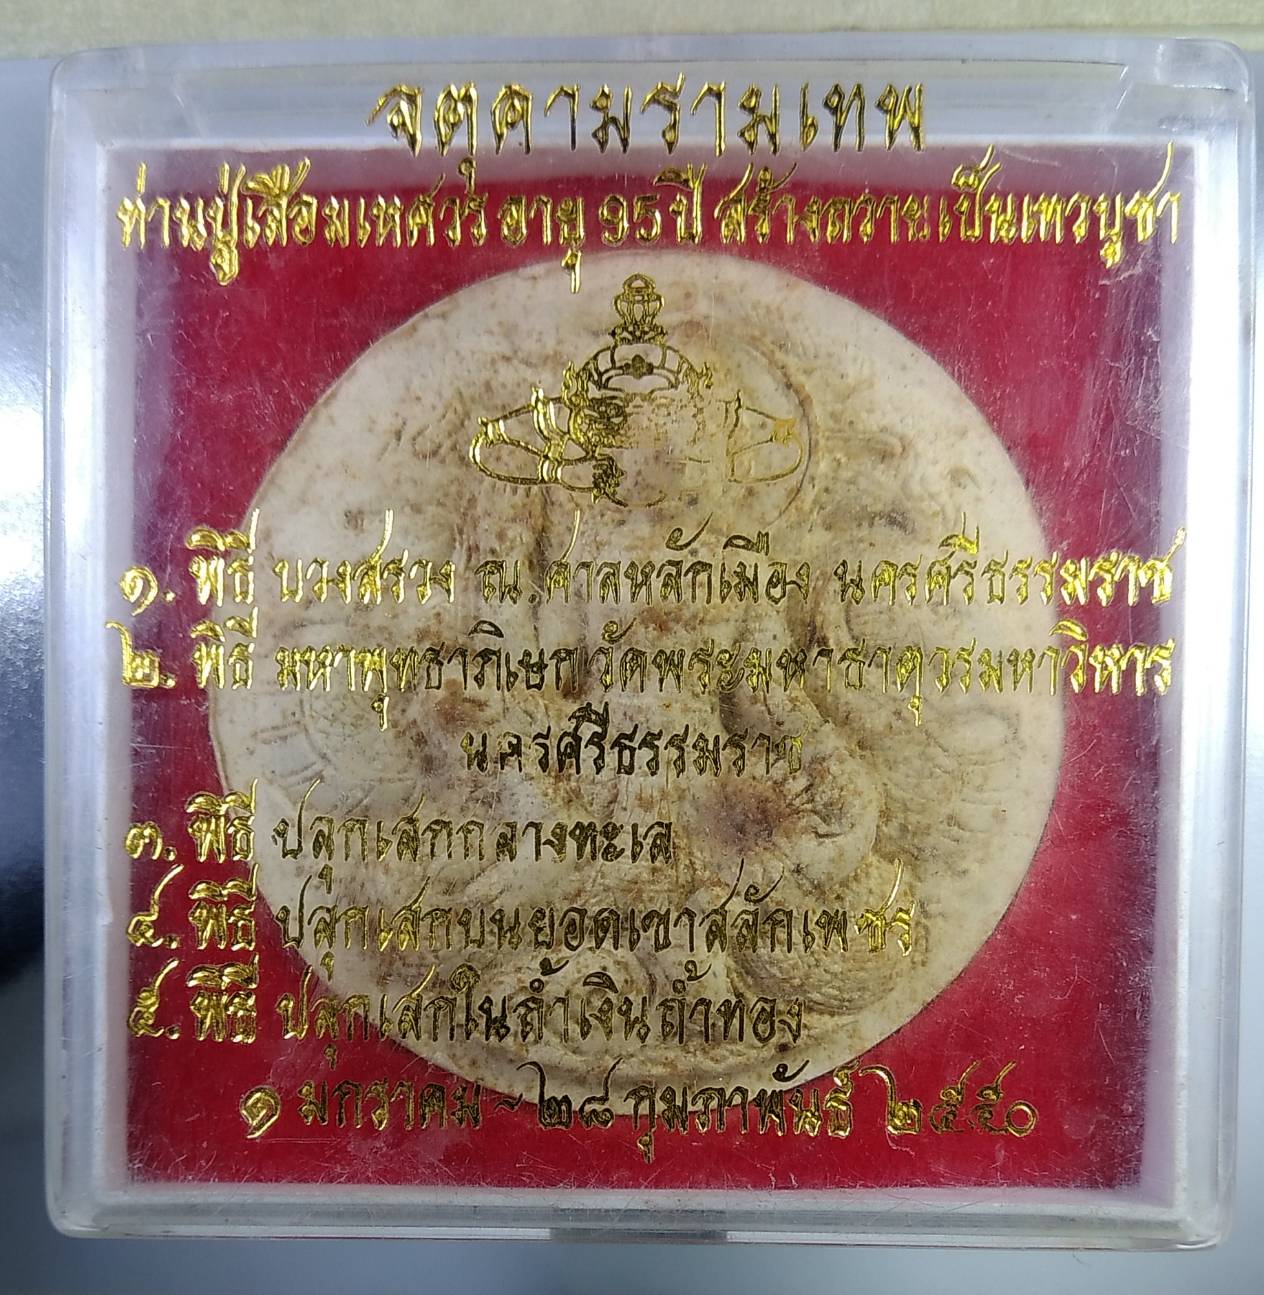 จตุคามรามเทพ
ท่านปู่เสือมเหศวร อายุ 95 ปี สร้างถวายเป็นเทวบูชา
๑. พิธี บวงสรวง ณ.ศาลหลักเมือง นครศรีธรรมราช
๒. พิธี มหาพุทธาภิเษก วัดพระมหาธาตุวรมหาวิหาร
นครศรีธรรมราช
๓. พิธี ปลุกเสกกลางทะเล
๔. พิธี ปลุกเสกบนยอดเขาสลักเพชร
๕. พิธี ปลุกเสกในถ้ำเงินถ้ำทอง
๑ มกราคม ~ ๒๘ กุมภาพันธ์ ๒๕๕๐